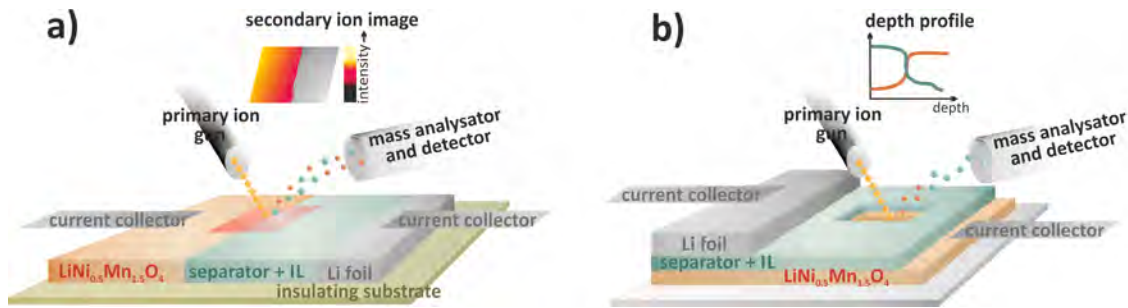 a)
secondary ion image
intensity
primary ion
gun
mass analysator
and detector
current collector
current collector
LiNi₀.₅Mn₁.₅O₄
separator + IL
Li foil
insulating substrate
b)
depth profile
depth
primary ion
gun
mass analysator
and detector
current collector
current collector
Li foil
separator + IL
LiNi₀.₅Mn₁.₅O₄